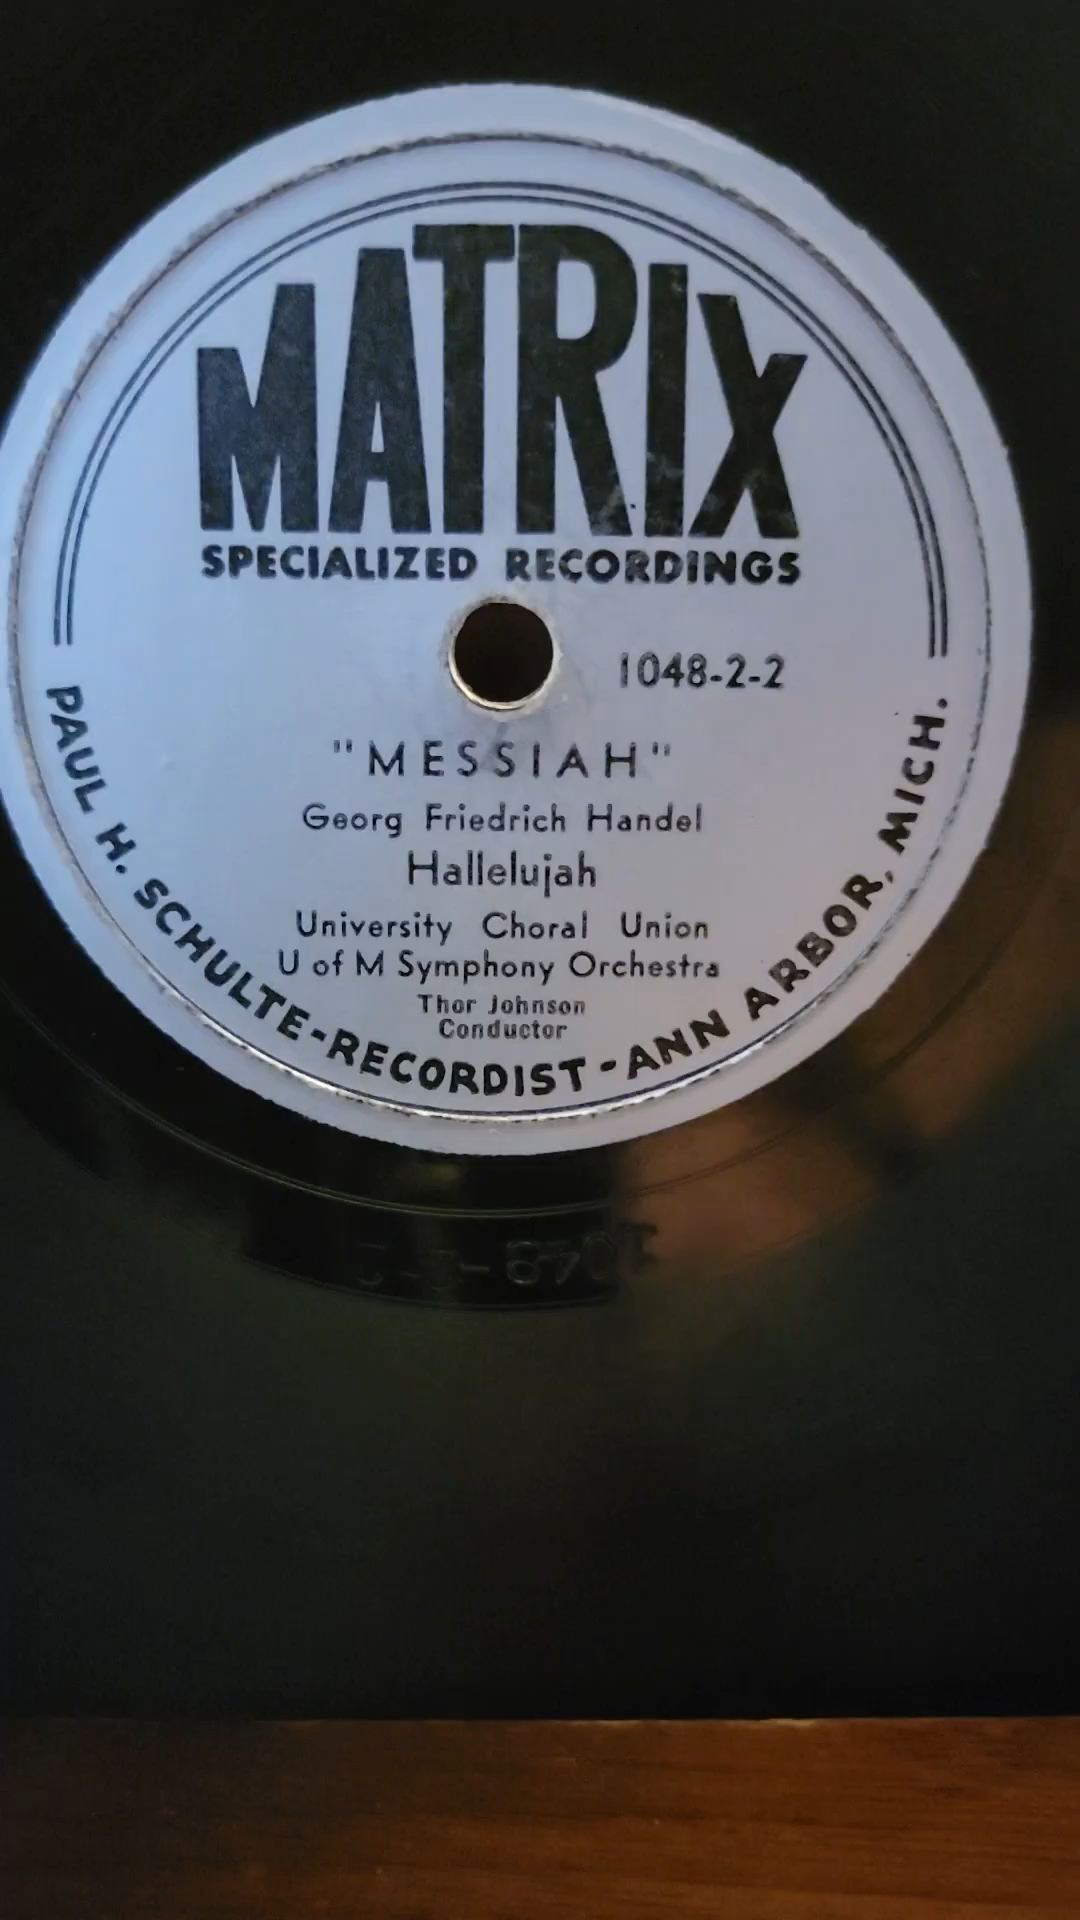 MATRIX
SPECIALIZED RECORDINGS
1048-2-2
"MESSIAH"
Georg Friedrich Handel
Hallelujah
University Choral Union
U of M Symphony Orchestra
Thor Johnson
Conductor
PAUL H. SCHULTE-RECORDIST-ANN ARBOR, MICH.